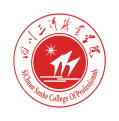 四川三河职业学院
SiChuan Sanhe College Of Professionals